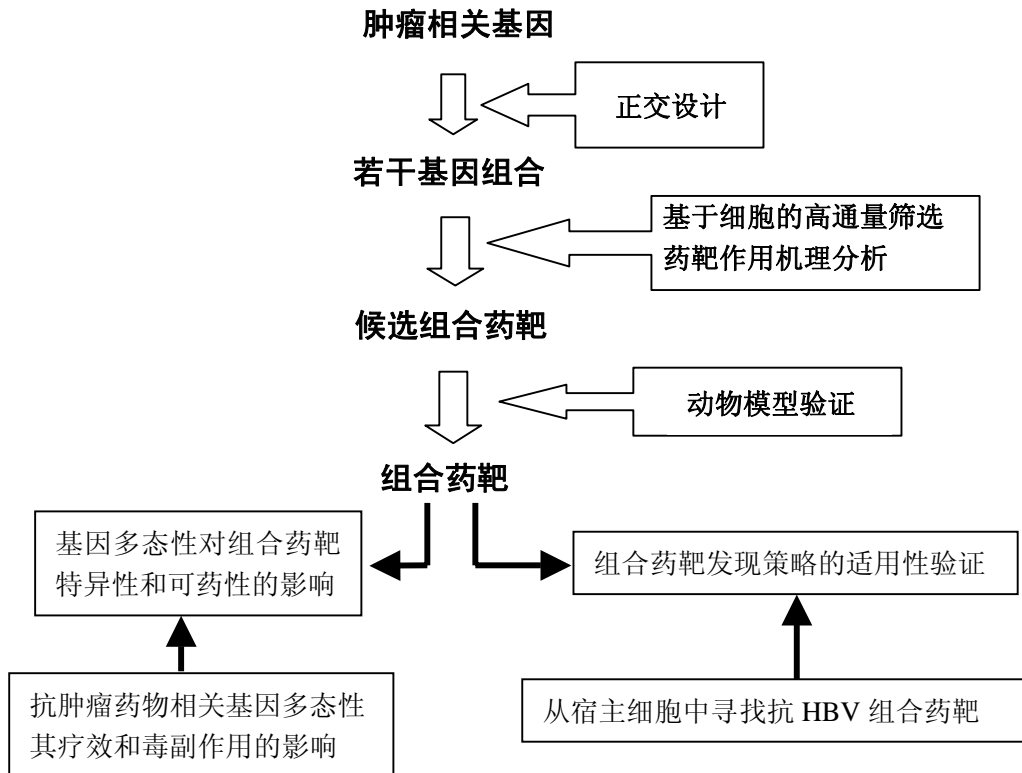 肿瘤相关基因
正交设计
若干基因组合
基于细胞的高通量筛选
药靶作用机理分析
候选组合药靶
动物模型验证
组合药靶
基因多态性对组合药靶
特异性和可药性的影响
组合药靶发现策略的适用性验证
抗肿瘤药物相关基因多态性
其疗效和毒副作用的影响
从宿主细胞中寻找抗 HBV 组合药靶